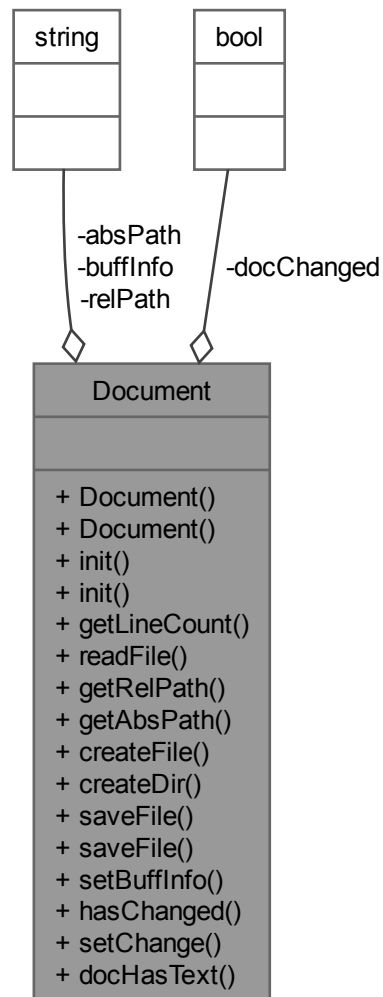 string
bool
-absPath
-buffInfo
-relPath
-docChanged
Document
+ Document()
+ Document()
+ init()
+ init()
+ getLineCount()
+ readFile()
+ getRelPath()
+ getAbsPath()
+ createFile()
+ createDir()
+ saveFile()
+ saveFile()
+ setBuffInfo()
+ hasChanged()
+ setChange()
+ docHasText()